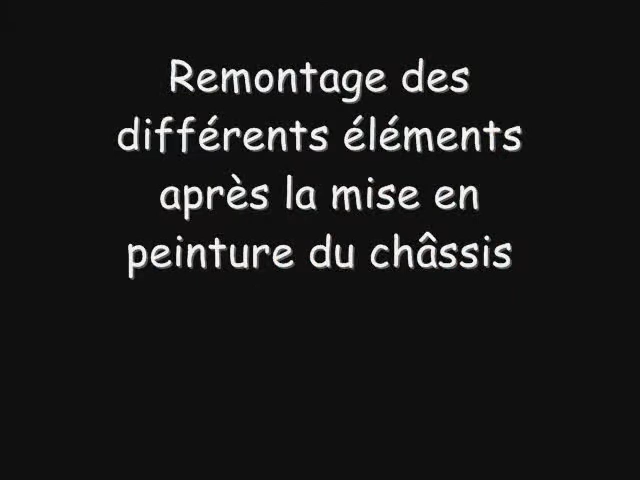 Remontage des
différents éléments
après la mise en
peinture du châssis